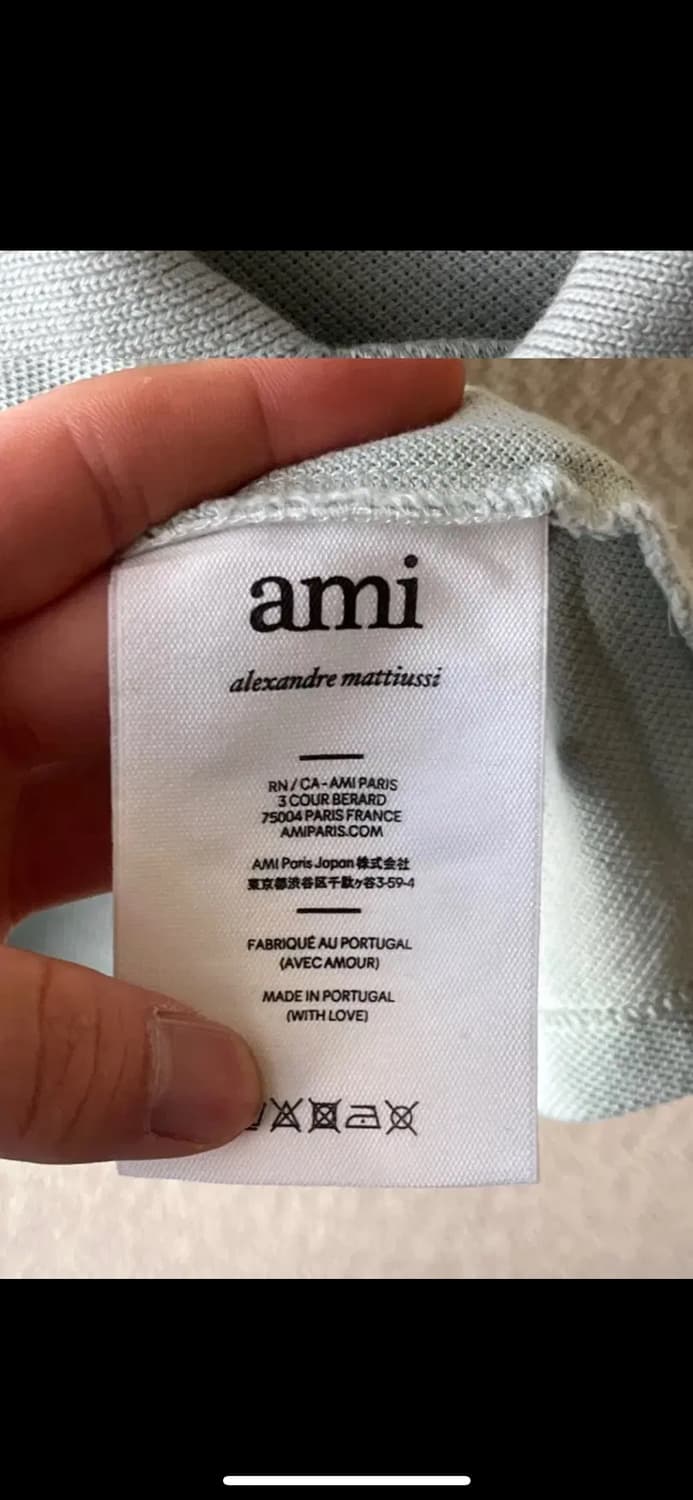 ami
alexandre mattiussi
RN / CA - AMI PARIS
3 COUR BERARD
75004 PARIS FRANCE
AMIPARIS.COM
AMI Paris Japan 株式会社
東京都渋谷区千駄ヶ谷3-59-4
FABRIQUÉ AU PORTUGAL
(AVEC AMOUR)
MADE IN PORTUGAL
(WITH LOVE)